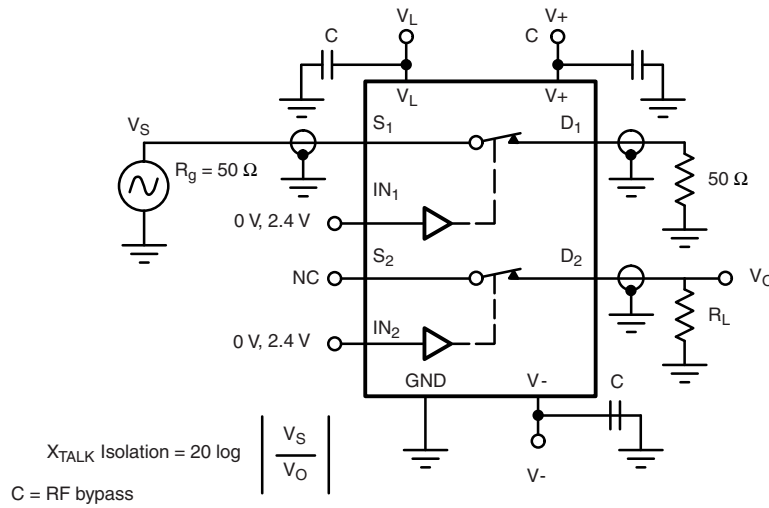 V_L
V+
C
C
V_L
V+
V_S
S_1
D_1
R_g = 50 Ω
50 Ω
IN_1
0 V, 2.4 V
S_2
D_2
NC
V_O
R_L
IN_2
0 V, 2.4 V
GND
V-
C
X_TALK Isolation = 20 log | V_S / V_O |
V-
C = RF bypass